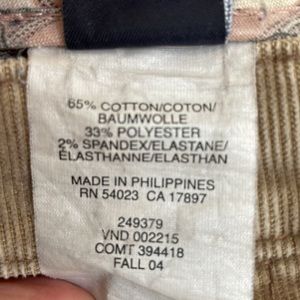 65% COTTON/COTON/
BAUMWOLLE
33% POLYESTER
2% SPANDEX/ELASTANE/
ÉLASTHANNE/ELASTHAN
MADE IN PHILIPPINES
RN 54023 CA 17897
249379
VND 002215
COMT 394418
FALL 04